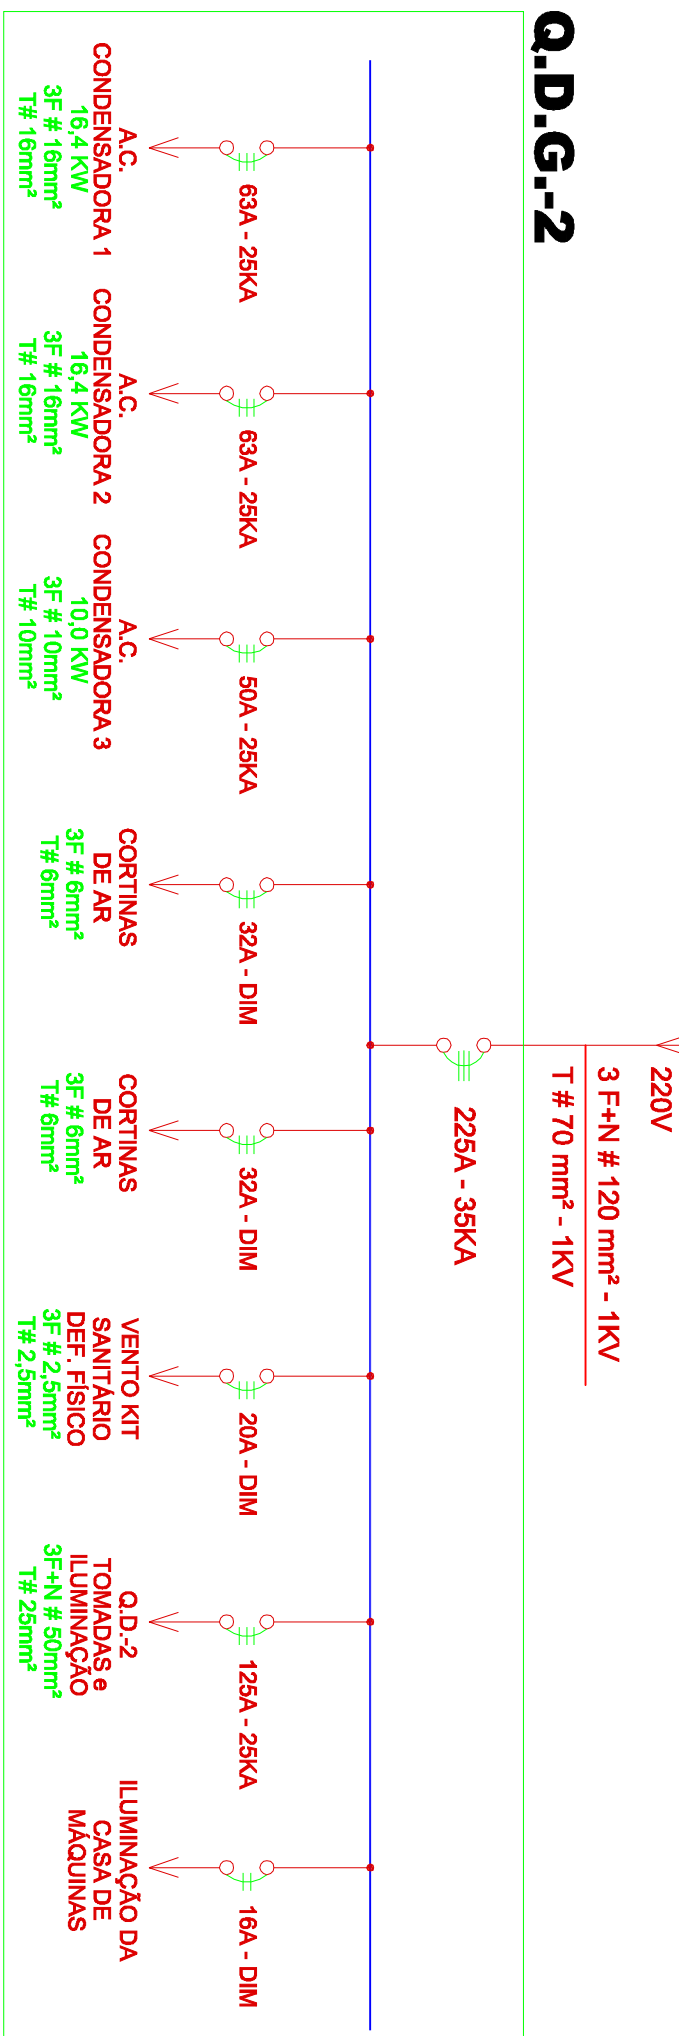 Q.D.G.-2
220V
3 F+N # 120 mm² - 1KV
T # 70 mm² - 1KV
225A - 35KA
63A - 25KA
A.C.
CONDENSADORA 1
16,4 KW
3F # 16mm²
T# 16mm²
63A - 25KA
A.C.
CONDENSADORA 2
16,4 KW
3F # 16mm²
T# 16mm²
50A - 25KA
A.C.
CONDENSADORA 3
10,0 KW
3F # 10mm²
T# 10mm²
32A - DIM
CORTINAS
DE AR
3F # 6mm²
T# 6mm²
32A - DIM
CORTINAS
DE AR
3F # 6mm²
T# 6mm²
20A - DIM
VENTO KIT
SANITÁRIO
DEF. FÍSICO
3F # 2,5mm²
T# 2,5mm²
125A - 25KA
Q.D.-2
TOMADAS e
ILUMINAÇÃO
3F+N # 50mm²
T# 25mm²
16A - DIM
ILUMINAÇÃO DA
CASA DE
MÁQUINAS